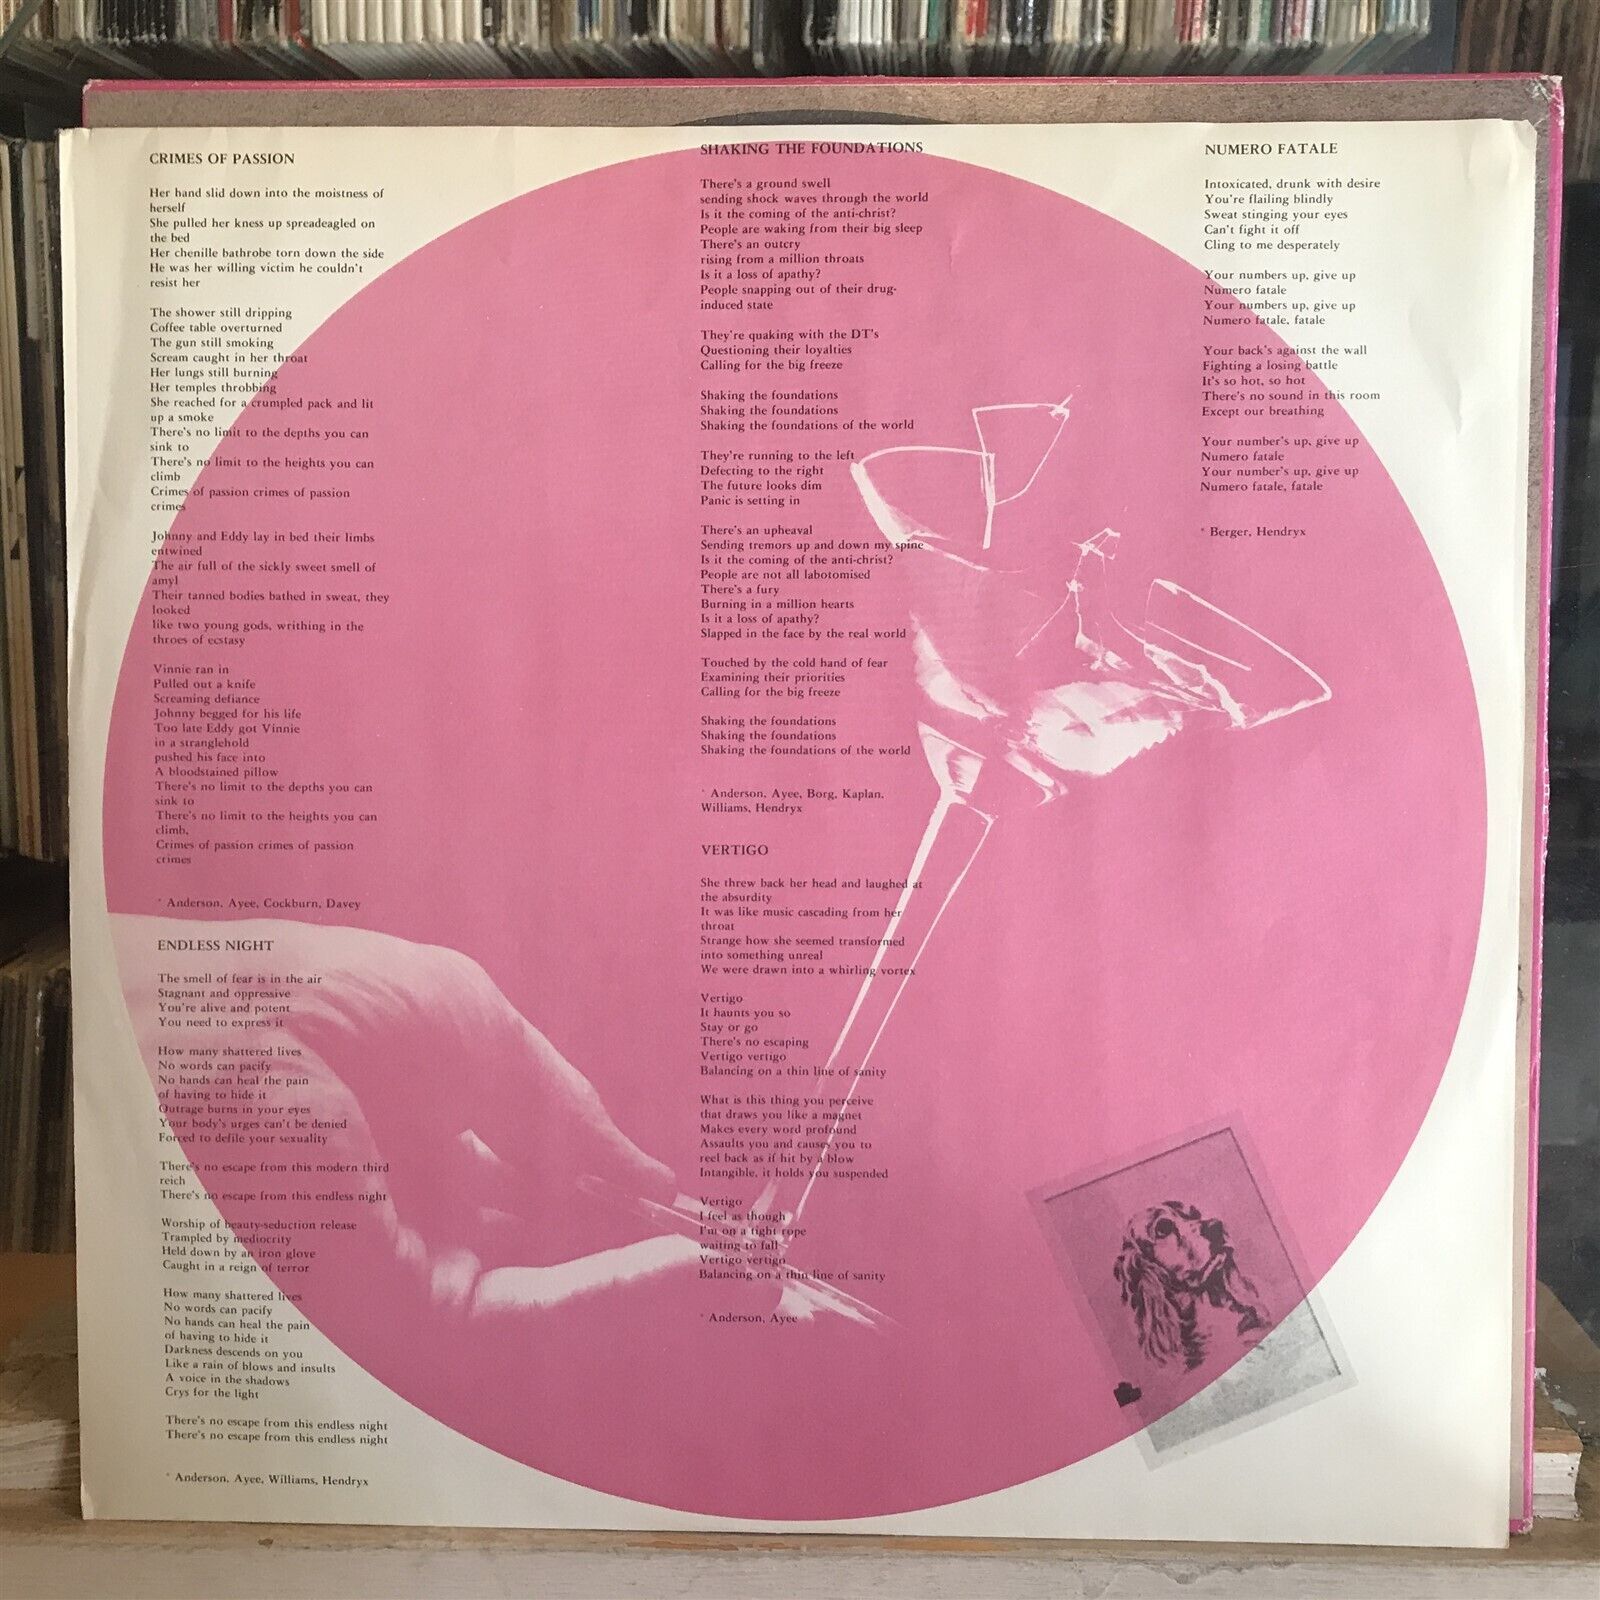 CRIMES OF PASSION
Her hand slid down into the moistness of
herself
She pulled her kness up spreadeagled on
the bed
Her chenille bathrobe torn down the side
He was her willing victim he couldn't
resist her
The shower still dripping
Coffee table overturned
The gun still smoking
Scream caught in her throat
Her lungs still burning
Her temples throbbing
She reached for a crumpled pack and lit
up a smoke
There's no limit to the depths you can
sink to
There's no limit to the heights you can
climb
Crimes of passion crimes of passion
crimes
Johnny and Eddy lay in bed their limbs
entwined
The air full of the sickly sweet smell of
amyl
Their tanned bodies bathed in sweat, they
looked
like two young gods, writhing in the
throes of ecstasy
Vinnie ran in
Pulled out a knife
Screaming defiance
Johnny begged for his life
Too late Eddy got Vinnie
in a stranglehold
pushed his face into
A bloodstained pillow
There's no limit to the depths you can
sink to
There's no limit to the heights you can
climb,
Crimes of passion crimes of passion
crimes
* Anderson, Ayee, Cockburn, Davey
ENDLESS NIGHT
The smell of fear is in the air
Stagnant and oppressive
You're alive and potent
You need to express it
How many shattered lives
No words can pacify
No hands can heal the pain
of having to hide it
Outrage burns in your eyes
Your body's urges can't be denied
Forced to defile your sexuality
There's no escape from this modern third
reich
There's no escape from this endless night
Worship of beauty-seduction release
Trampled by mediocrity
Held down by an iron glove
Caught in a reign of terror
How many shattered lives
No words can pacify
No hands can heal the pain
of having to hide it
Darkness descends on you
Like a rain of blows and insults
A voice in the shadows
Crys for the light
There's no escape from this endless night
There's no escape from this endless night
* Anderson, Ayee, Williams, Hendryx
SHAKING THE FOUNDATIONS
There's a ground swell
sending shock waves through the world
Is it the coming of the anti-christ?
People are waking from their big sleep
There's an outcry
rising from a million throats
Is it a loss of apathy?
People snapping out of their drug-
induced state
They're quaking with the DT's
Questioning their loyalties
Calling for the big freeze
Shaking the foundations
Shaking the foundations
Shaking the foundations of the world
They're running to the left
Defecting to the right
The future looks dim
Panic is setting in
There's an upheaval
Sending tremors up and down my spine
Is it the coming of the anti-christ?
People are not all labotomised
There's a fury
Burning in a million hearts
Is it a loss of apathy?
Slapped in the face by the real world
Touched by the cold hand of fear
Examining their priorities
Calling for the big freeze
Shaking the foundations
Shaking the foundations
Shaking the foundations of the world
* Anderson, Ayee, Borg, Kaplan,
Williams, Hendryx
VERTIGO
She threw back her head and laughed at
the absurdity
It was like music cascading from her
throat
Strange how she seemed transformed
into something unreal
We were drawn into a whirling vortex
Vertigo
It haunts you so
Stay or go
There's no escaping
Vertigo vertigo
Balancing on a thin line of sanity
What is this thing you perceive
that draws you like a magnet
Makes every word profound
Assaults you and causes you to
reel back as if hit by a blow
Intangible, it holds you suspended
Vertigo
I feel as though
I'm on a tight rope
waiting to fall
Vertigo vertigo
Balancing on a thin line of sanity
* Anderson, Ayee
NUMERO FATALE
Intoxicated, drunk with desire
You're flailing blindly
Sweat stinging your eyes
Can't fight it off
Cling to me desperately
Your numbers up, give up
Numero fatale
Your numbers up, give up
Numero fatale, fatale
Your back's against the wall
Fighting a losing battle
It's so hot, so hot
There's no sound in this room
Except our breathing
Your number's up, give up
Numero fatale
Your number's up, give up
Numero fatale, fatale
* Berger, Hendryx